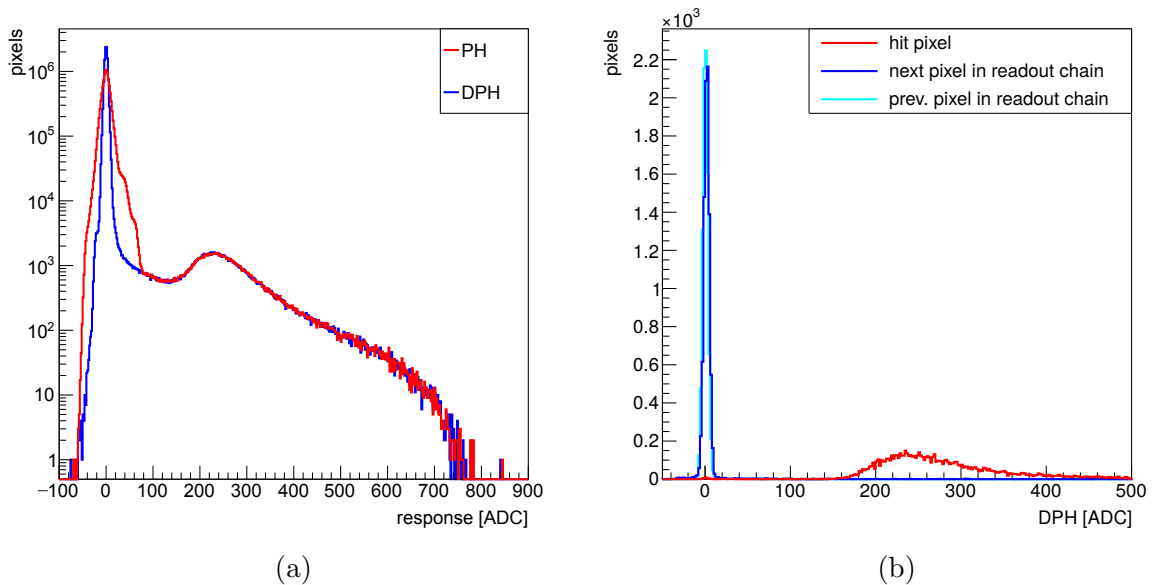 pixels
PH
DPH
10^6
10^5
10^4
10^3
10^2
10
1
−100 0 100 200 300 400 500 600 700 800 900
response [ADC]
(a)
×10^3
pixels
hit pixel
next pixel in readout chain
prev. pixel in readout chain
2.2
2
1.8
1.6
1.4
1.2
1
0.8
0.6
0.4
0.2
0
0 100 200 300 400 500
DPH [ADC]
(b)